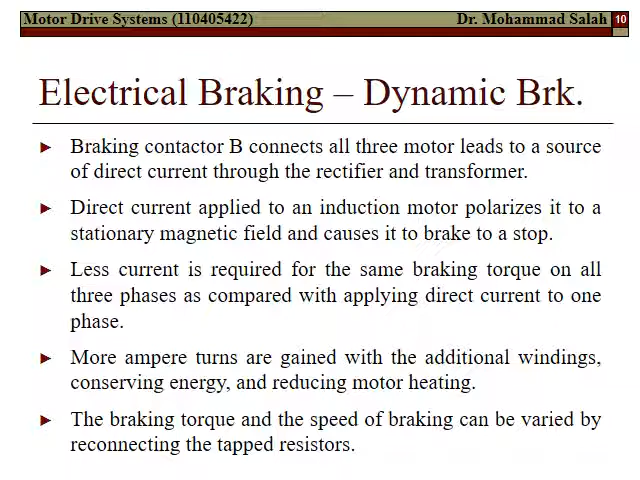 Motor Drive Systems (110405422) Dr. Mohammad Salah 10
Electrical Braking – Dynamic Brk.
Braking contactor B connects all three motor leads to a source
of direct current through the rectifier and transformer.
Direct current applied to an induction motor polarizes it to a
stationary magnetic field and causes it to brake to a stop.
Less current is required for the same braking torque on all
three phases as compared with applying direct current to one
phase.
More ampere turns are gained with the additional windings,
conserving energy, and reducing motor heating.
The braking torque and the speed of braking can be varied by
reconnecting the tapped resistors.